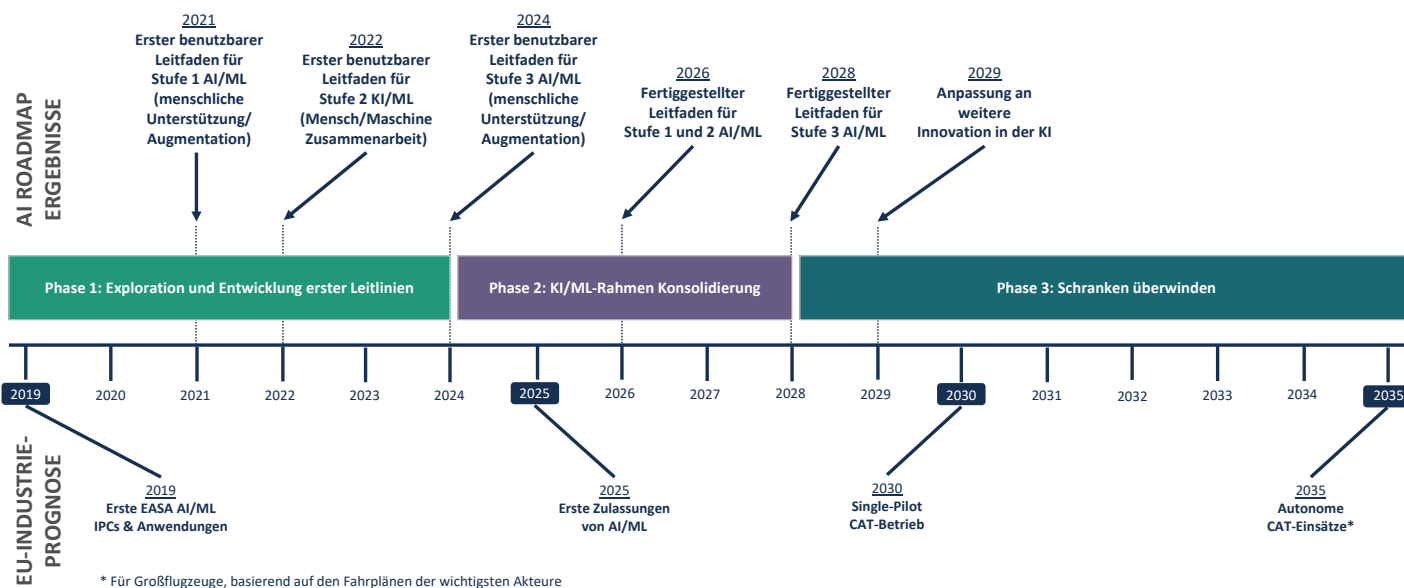 AI ROADMAP
ERGEBNISSE
2021
Erster benutzbarer
Leitfaden für
Stufe 1 AI/ML
(menschliche
Unterstützung/
Augmentation)
2022
Erster benutzbarer
Leitfaden für
Stufe 2 KI/ML
(Mensch/Maschine
Zusammenarbeit)
2024
Erster benutzbarer
Leitfaden für
Stufe 3 AI/ML
(menschliche
Unterstützung/
Augmentation)
2026
Fertiggestellter
Leitfaden für
Stufe 1 und 2 AI/ML
2028
Fertiggestellter
Leitfaden für
Stufe 3 AI/ML
2029
Anpassung an
weitere
Innovation in der KI
Phase 1: Exploration und Entwicklung erster Leitlinien
Phase 2: KI/ML-Rahmen Konsolidierung
Phase 3: Schranken überwinden
2019 2020 2021 2022 2023 2024 2025 2026 2027 2028 2029 2030 2031 2032 2033 2034 2035
EU-INDUSTRIE-
PROGNOSE
2019
Erste EASA AI/ML
IPCs & Anwendungen
2025
Erste Zulassungen
von AI/ML
2030
Single-Pilot
CAT-Betrieb
2035
Autonome
CAT-Einsätze*
* Für Großflugzeuge, basierend auf den Fahrplänen der wichtigsten Akteure